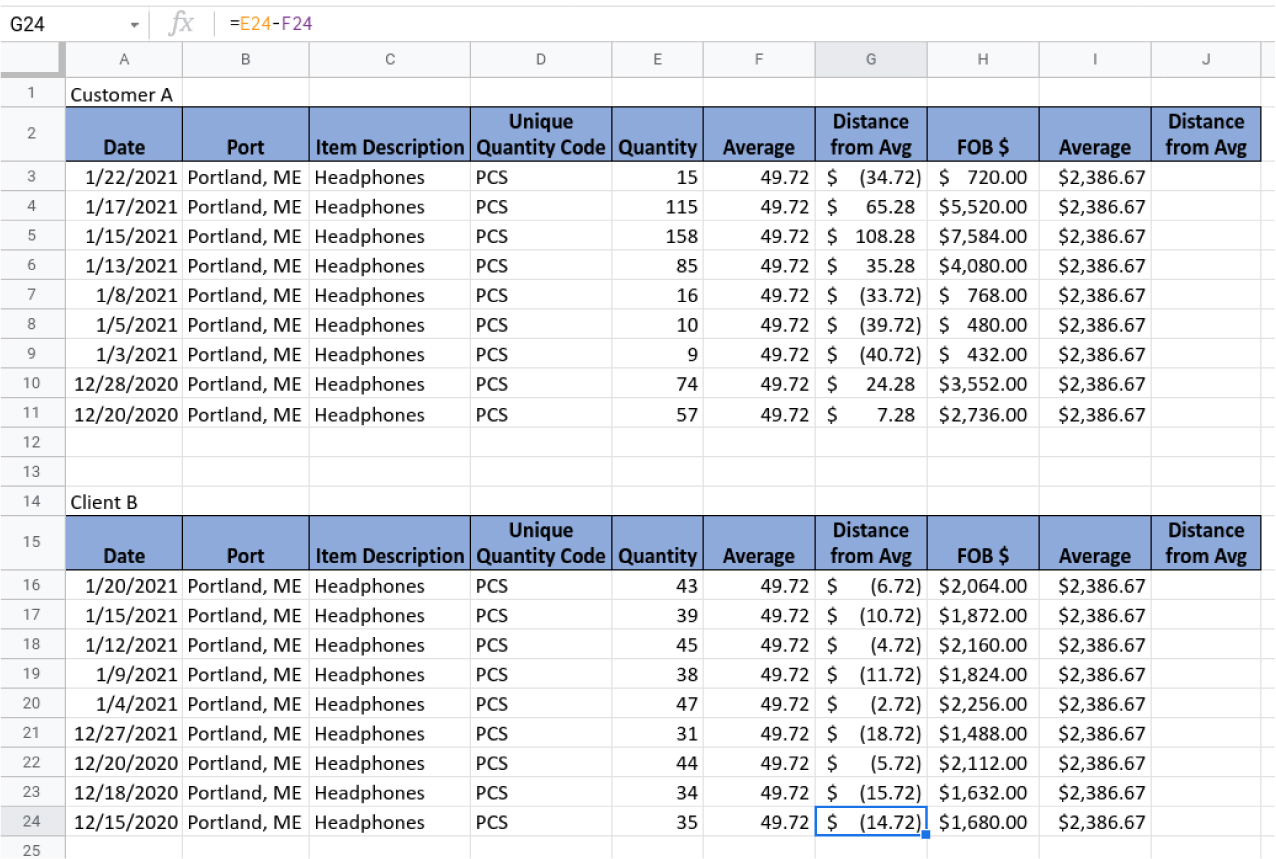 G24 fx =E24-F24
A B C D E F G H I J
1 Customer A
2 Date Port Item Description Unique Quantity Code Quantity Average Distance from Avg FOB $ Average Distance from Avg
3 1/22/2021 Portland, ME Headphones PCS 15 49.72 $ (34.72) $ 720.00 $2,386.67
4 1/17/2021 Portland, ME Headphones PCS 115 49.72 $ 65.28 $5,520.00 $2,386.67
5 1/15/2021 Portland, ME Headphones PCS 158 49.72 $ 108.28 $7,584.00 $2,386.67
6 1/13/2021 Portland, ME Headphones PCS 85 49.72 $ 35.28 $4,080.00 $2,386.67
7 1/8/2021 Portland, ME Headphones PCS 16 49.72 $ (33.72) $ 768.00 $2,386.67
8 1/5/2021 Portland, ME Headphones PCS 10 49.72 $ (39.72) $ 480.00 $2,386.67
9 1/3/2021 Portland, ME Headphones PCS 9 49.72 $ (40.72) $ 432.00 $2,386.67
10 12/28/2020 Portland, ME Headphones PCS 74 49.72 $ 24.28 $3,552.00 $2,386.67
11 12/20/2020 Portland, ME Headphones PCS 57 49.72 $ 7.28 $2,736.00 $2,386.67
12
13
14 Client B
15 Date Port Item Description Unique Quantity Code Quantity Average Distance from Avg FOB $ Average Distance from Avg
16 1/20/2021 Portland, ME Headphones PCS 43 49.72 $ (6.72) $2,064.00 $2,386.67
17 1/15/2021 Portland, ME Headphones PCS 39 49.72 $ (10.72) $1,872.00 $2,386.67
18 1/12/2021 Portland, ME Headphones PCS 45 49.72 $ (4.72) $2,160.00 $2,386.67
19 1/9/2021 Portland, ME Headphones PCS 38 49.72 $ (11.72) $1,824.00 $2,386.67
20 1/4/2021 Portland, ME Headphones PCS 47 49.72 $ (2.72) $2,256.00 $2,386.67
21 12/27/2021 Portland, ME Headphones PCS 31 49.72 $ (18.72) $1,488.00 $2,386.67
22 12/20/2020 Portland, ME Headphones PCS 44 49.72 $ (5.72) $2,112.00 $2,386.67
23 12/18/2020 Portland, ME Headphones PCS 34 49.72 $ (15.72) $1,632.00 $2,386.67
24 12/15/2020 Portland, ME Headphones PCS 35 49.72 $ (14.72) $1,680.00 $2,386.67
25